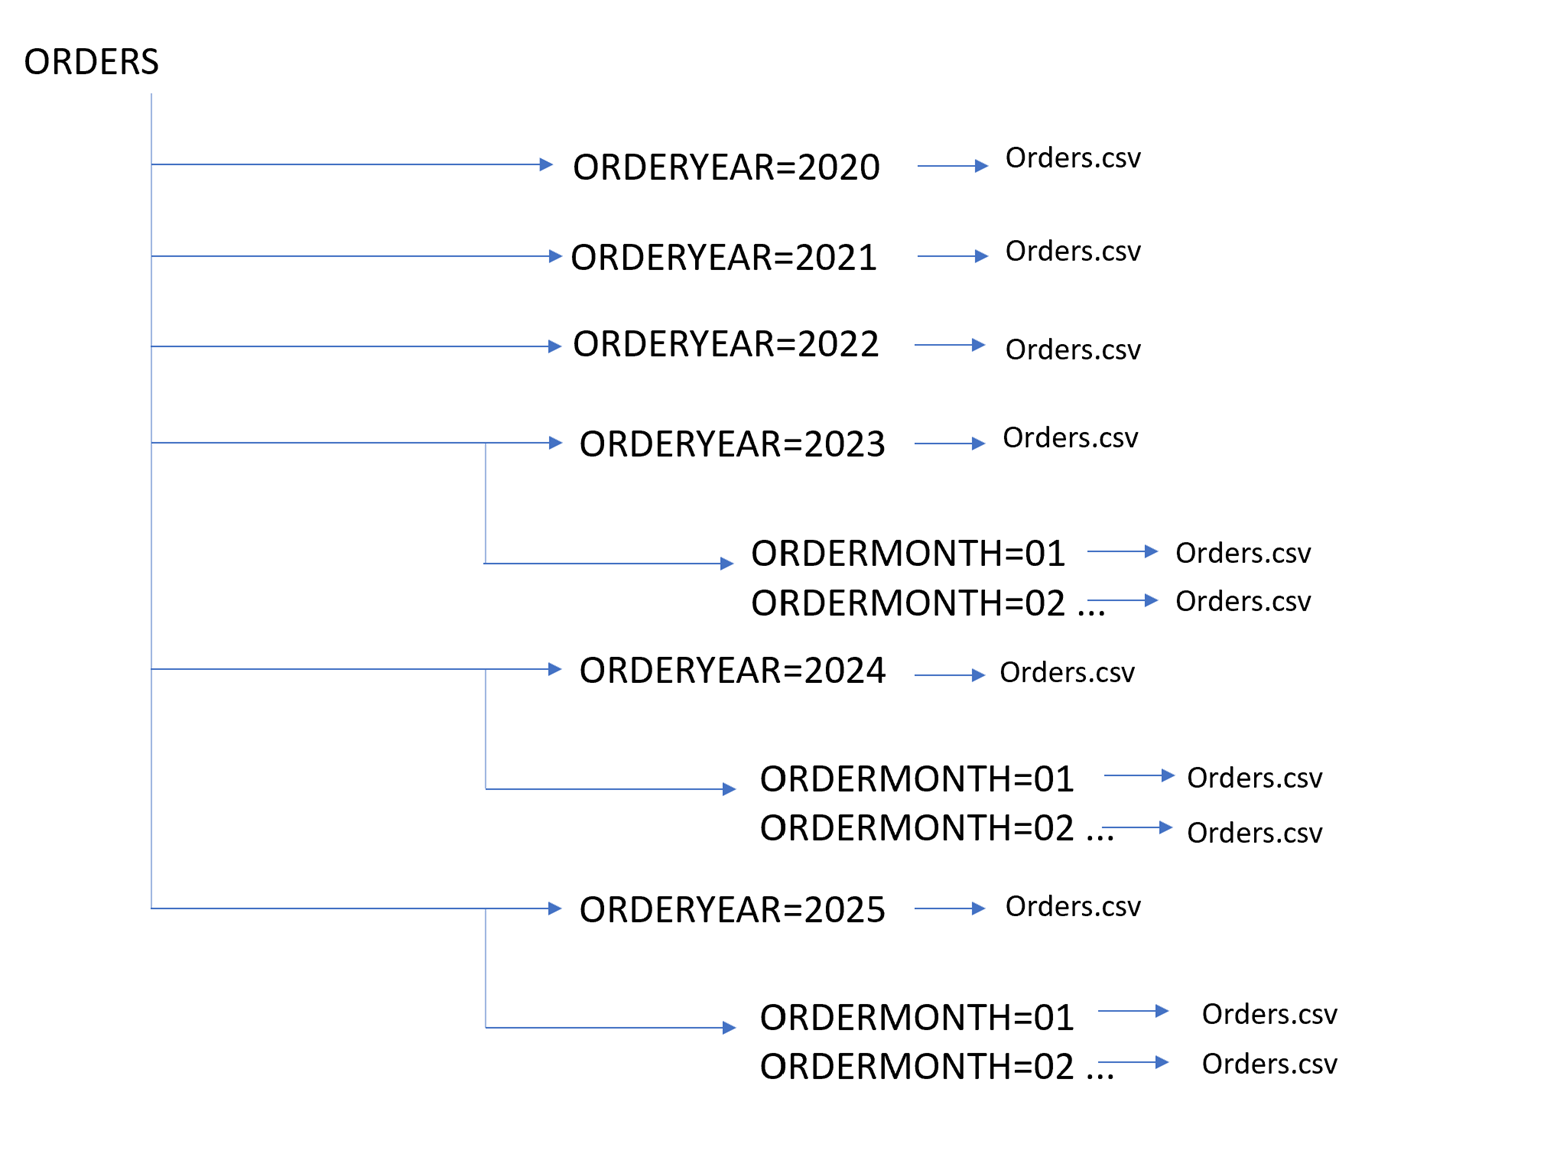 ORDERS
ORDERYEAR=2020 Orders.csv
ORDERYEAR=2021 Orders.csv
ORDERYEAR=2022 Orders.csv
ORDERYEAR=2023 Orders.csv
ORDERMONTH=01 Orders.csv
ORDERMONTH=02 ... Orders.csv
ORDERYEAR=2024 Orders.csv
ORDERMONTH=01 Orders.csv
ORDERMONTH=02 ... Orders.csv
ORDERYEAR=2025 Orders.csv
ORDERMONTH=01 Orders.csv
ORDERMONTH=02 ... Orders.csv